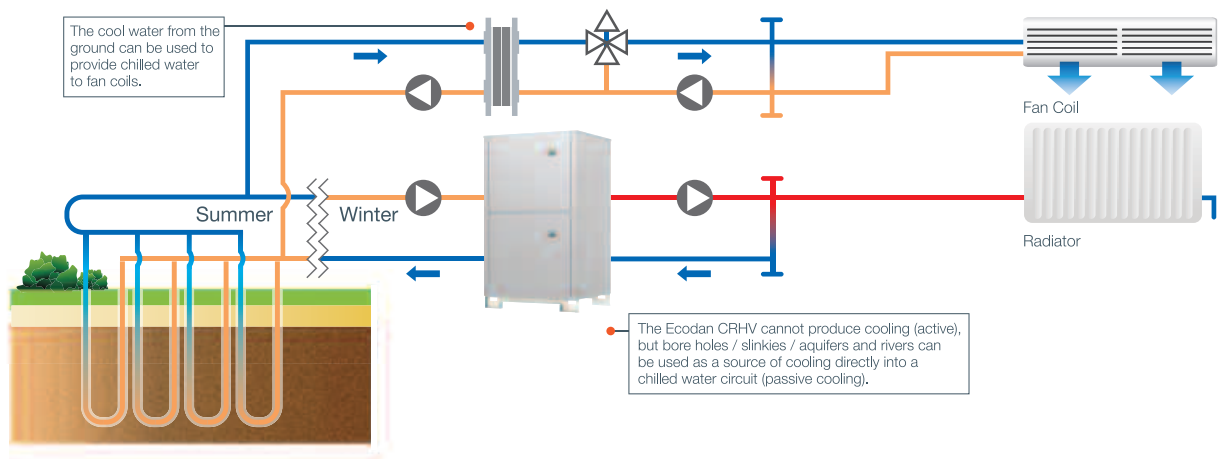 The cool water from the
ground can be used to
provide chilled water
to fan coils.
Fan Coil
Summer
Winter
Radiator
The Ecodan CRHV cannot produce cooling (active),
but bore holes / slinkies / aquifers and rivers can
be used as a source of cooling directly into a
chilled water circuit (passive cooling).